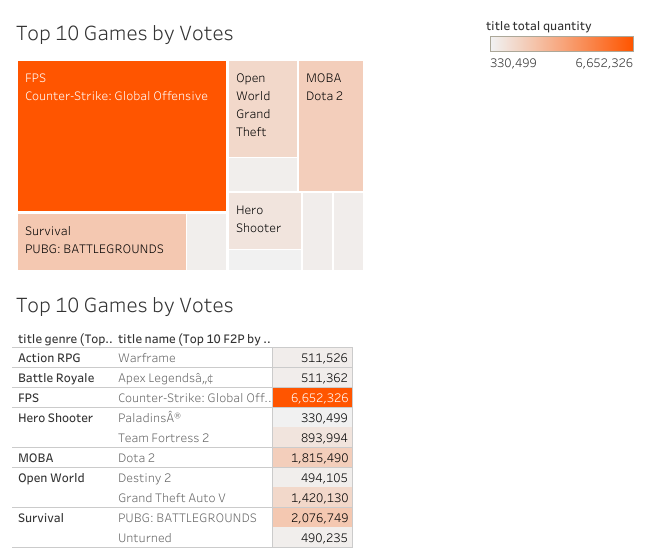 Top 10 Games by Votes
title total quantity
330,499 6,652,326
FPS
Counter-Strike: Global Offensive
Open
World
Grand
Theft
MOBA
Dota 2
Survival
PUBG: BATTLEGROUNDS
Hero
Shooter
Top 10 Games by Votes
title genre (Top.. title name (Top 10 F2P by ..
Action RPG Warframe 511,526
Battle Royale Apex Legendsâ„¢ 511,362
FPS Counter-Strike: Global Off.. 6,652,326
Hero Shooter PaladinsÂ® 330,499
Team Fortress 2 893,994
MOBA Dota 2 1,815,490
Open World Destiny 2 494,105
Grand Theft Auto V 1,420,130
Survival PUBG: BATTLEGROUNDS 2,076,749
Unturned 490,235